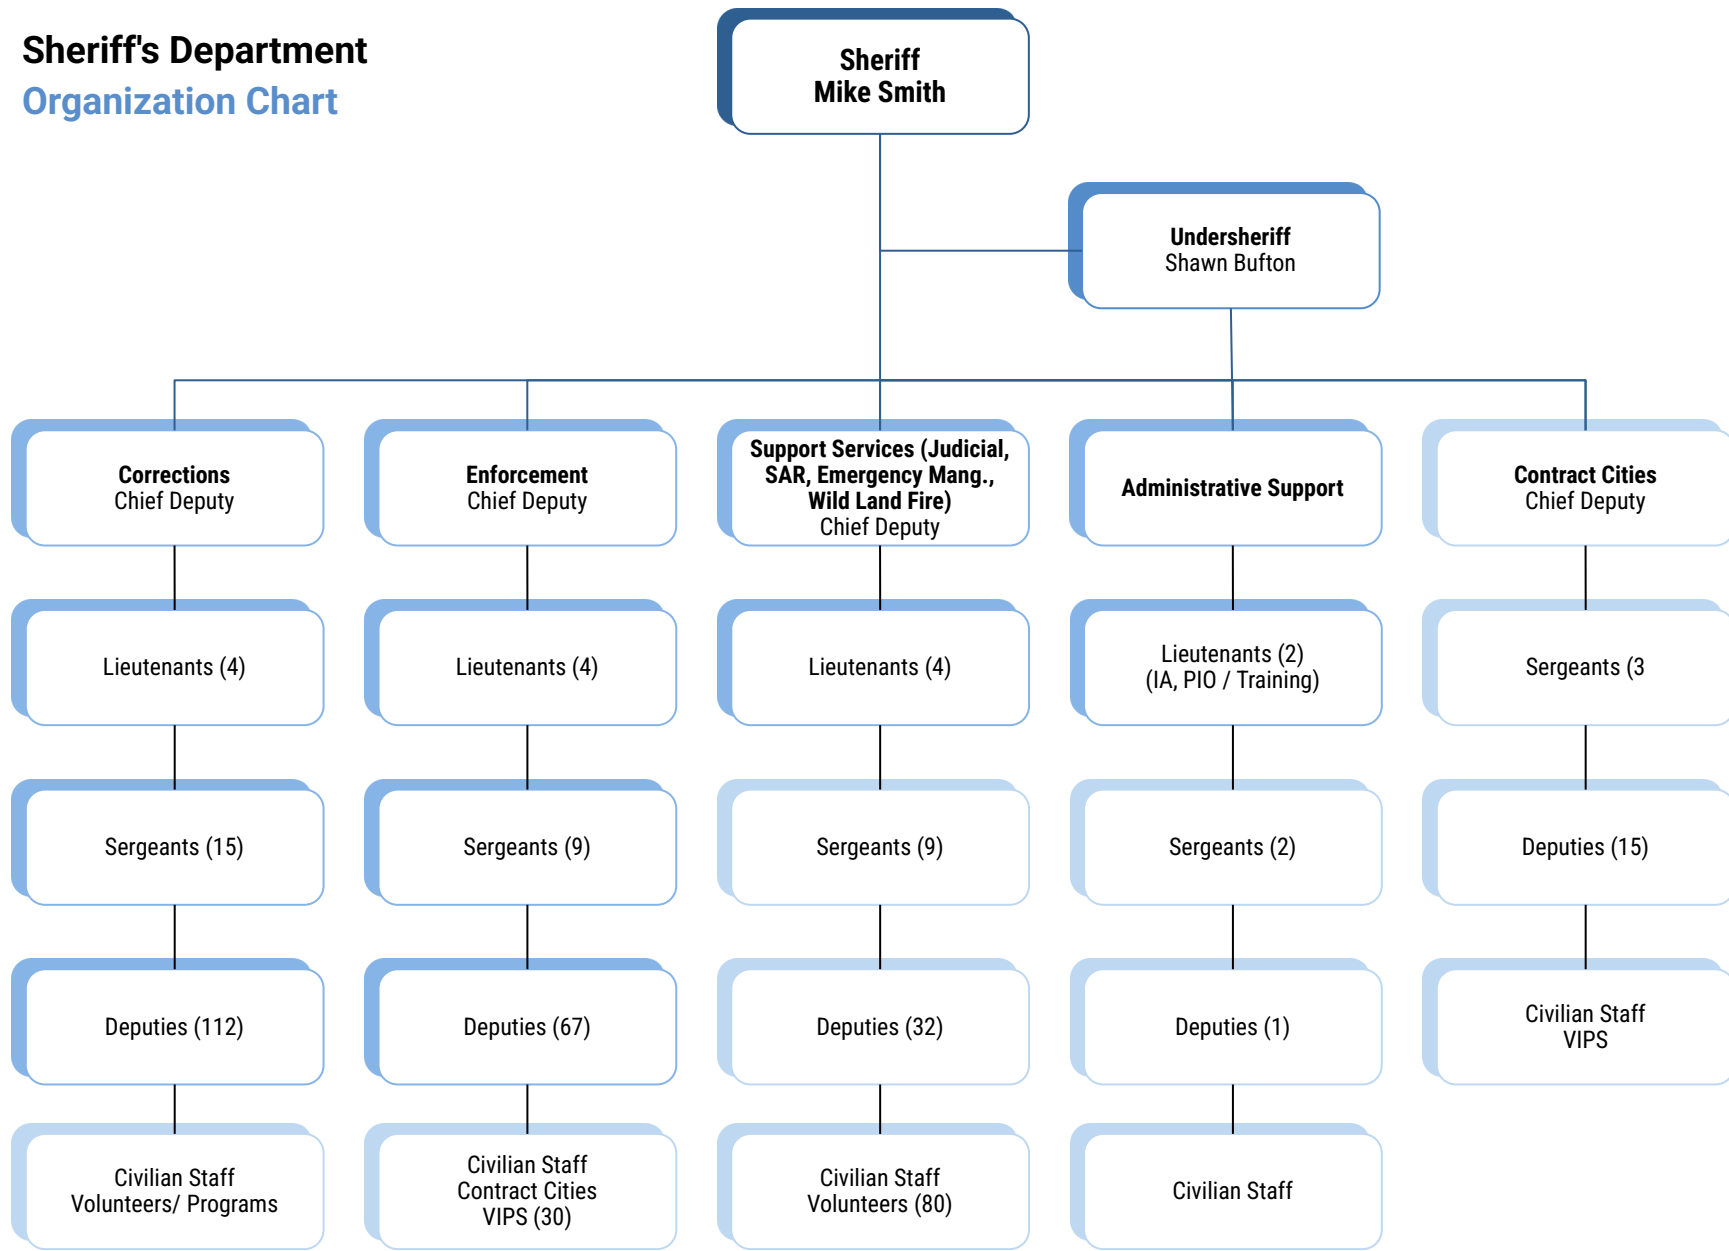 Sheriff's Department
Organization Chart
Sheriff
Mike Smith
Undersheriff
Shawn Bufton
Corrections
Chief Deputy
Enforcement
Chief Deputy
Support Services (Judicial,
SAR, Emergency Mang.,
Wild Land Fire)
Chief Deputy
Administrative Support
Contract Cities
Chief Deputy
Lieutenants (4)
Lieutenants (4)
Lieutenants (4)
Lieutenants (2)
(IA, PIO / Training)
Sergeants (3
Sergeants (15)
Sergeants (9)
Sergeants (9)
Sergeants (2)
Deputies (15)
Deputies (112)
Deputies (67)
Deputies (32)
Deputies (1)
Civilian Staff
VIPS
Civilian Staff
Volunteers/ Programs
Civilian Staff
Contract Cities
VIPS (30)
Civilian Staff
Volunteers (80)
Civilian Staff